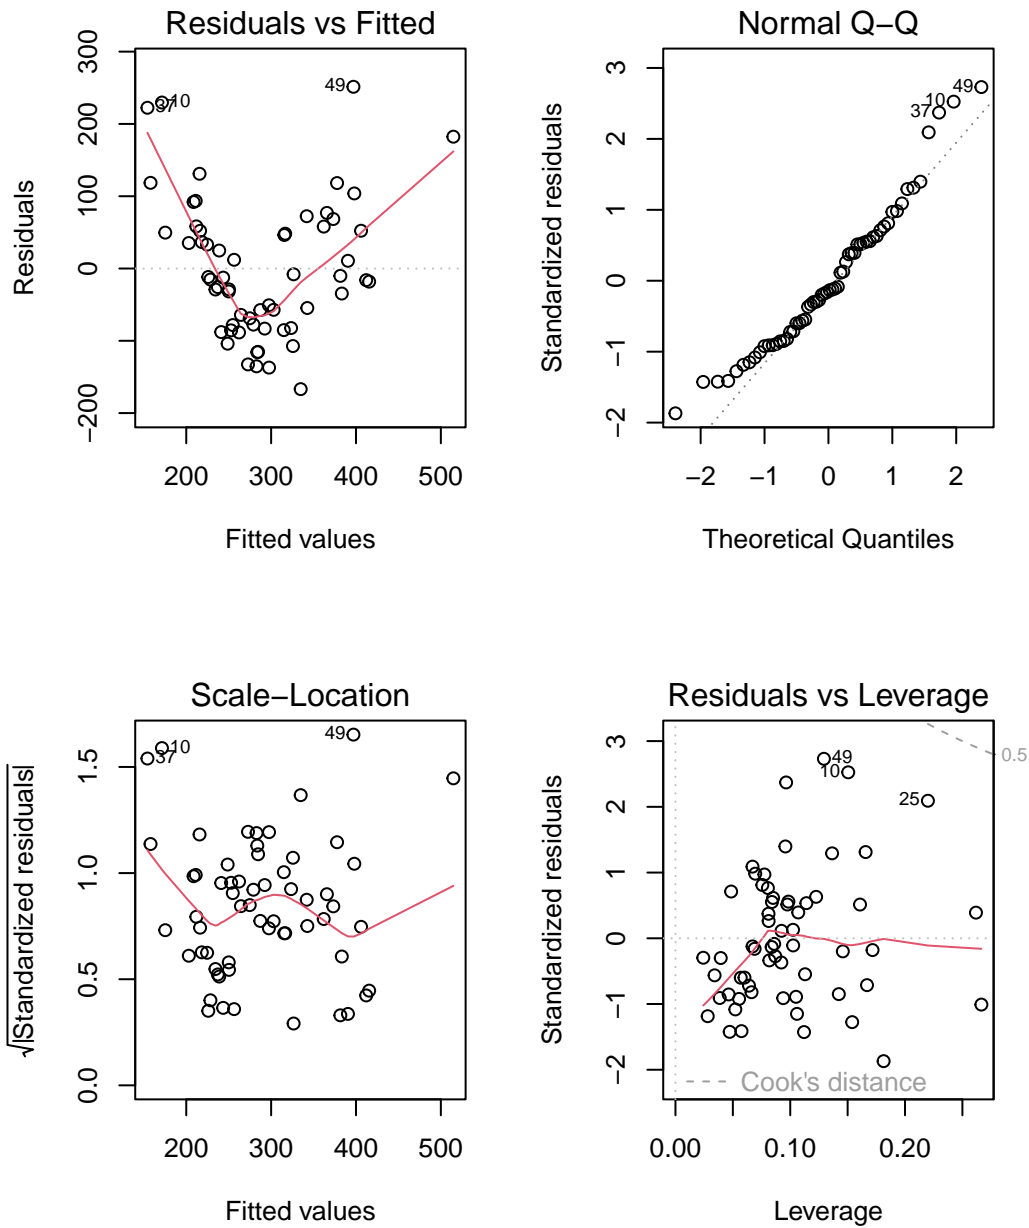 Residuals vs Fitted
300
200
100
0
−200
200 300 400 500
Residuals
Fitted values
37
10
49
Normal Q−Q
3
2
1
0
−1
−2
−2 −1 0 1 2
Standardized residuals
Theoretical Quantiles
37
10
49
Scale−Location
1.5
1.0
0.5
0.0
200 300 400 500
√|Standardized residuals|
Fitted values
37
10
49
Residuals vs Leverage
3
2
1
0
−1
−2
0.00 0.10 0.20
Standardized residuals
Leverage
49
10
25
0.5
Cook's distance